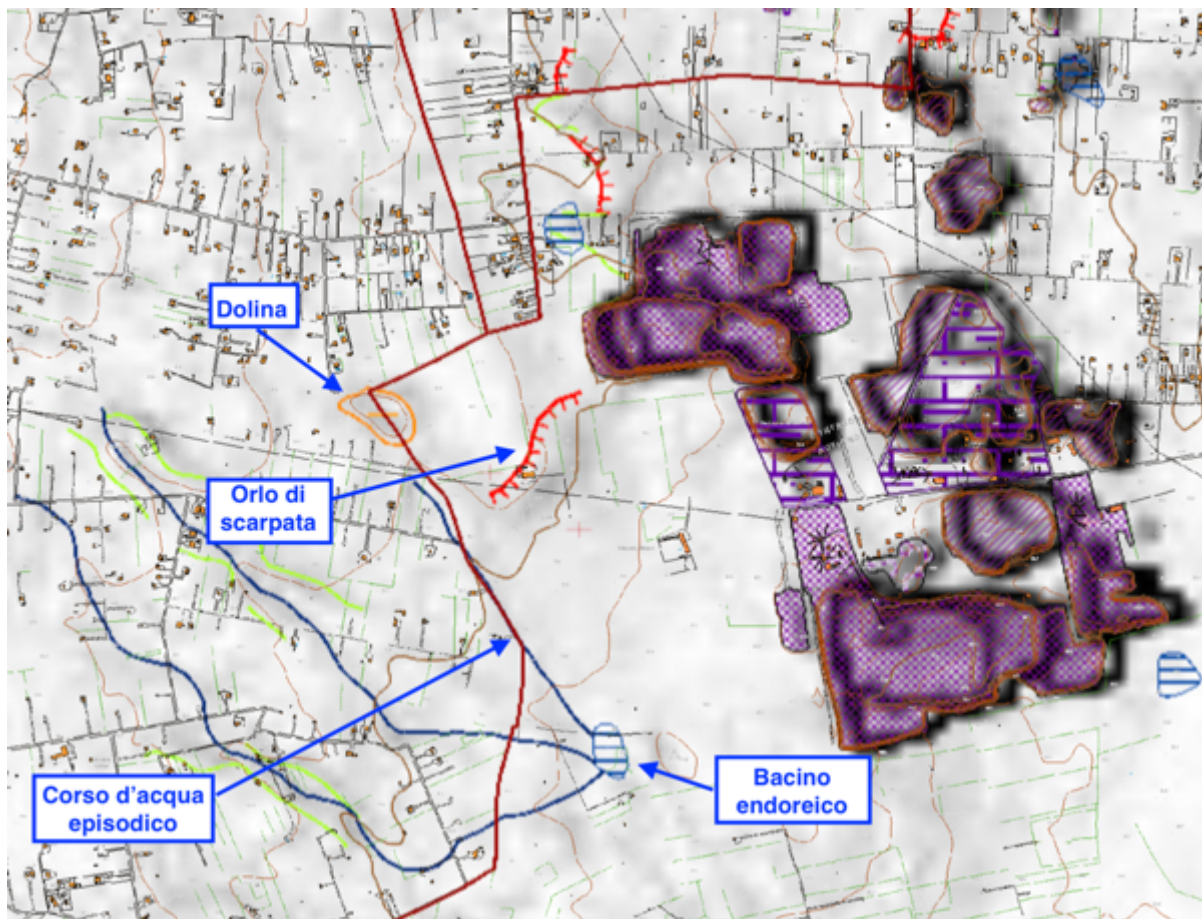 Dolina
Orlo di
scarpata
Corso d'acqua
episodico
Bacino
endoreico